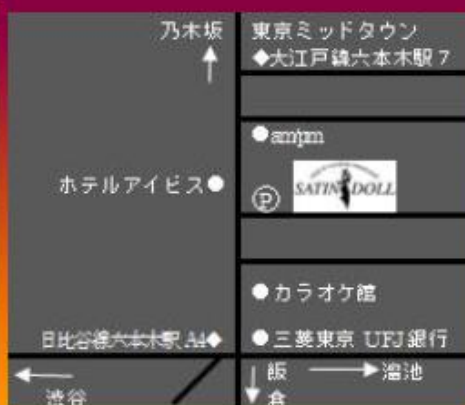 乃木坂
東京ミッドタウン
◆大江戸線六本木駅 7
●am/pm
ホテルアイビス●
Ⓟ
SATIN DOLL
●カラオケ館
日比谷線六本木駅 A4◆
●三菱東京 UFJ 銀行
渋谷
飯倉
溜池